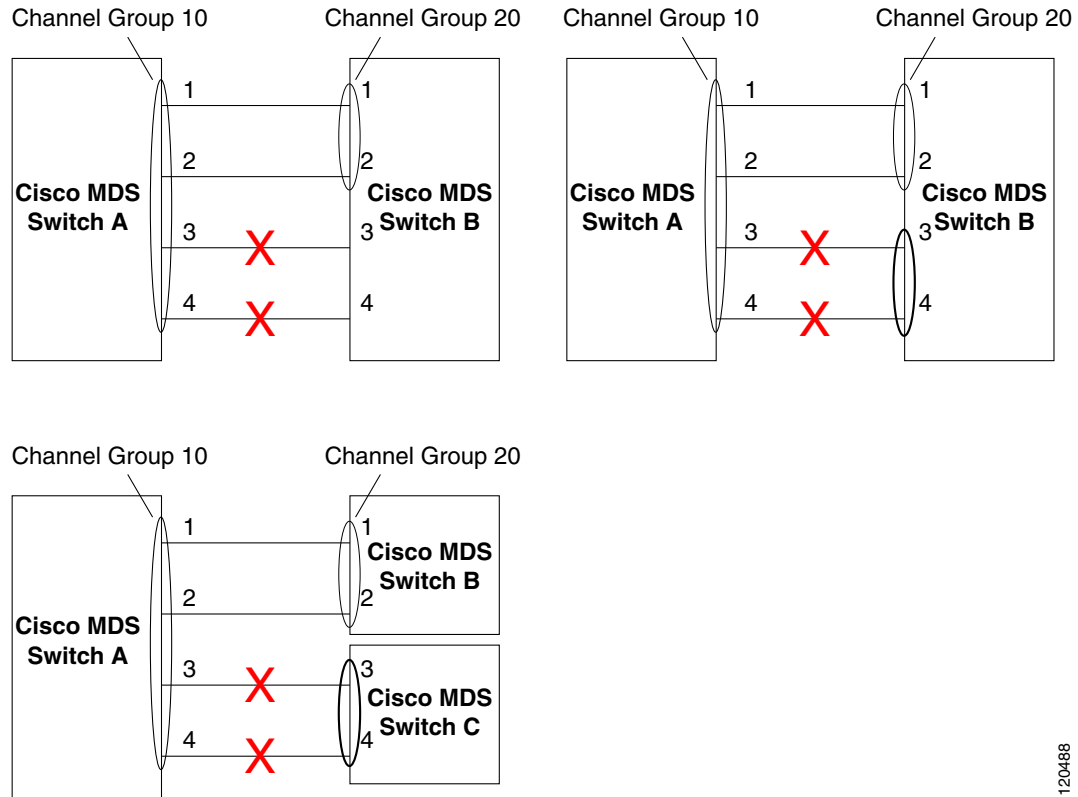 Channel Group 10
Channel Group 20
1
1
2
2
Cisco MDS
Switch A
Cisco MDS
Switch B
3
X
3
4
X
4
Channel Group 10
Channel Group 20
1
1
2
2
Cisco MDS
Switch A
Cisco MDS
Switch B
3
X
3
4
X
4
Channel Group 10
Channel Group 20
1
1
Cisco MDS
Switch B
2
2
Cisco MDS
Switch A
3
X
3
Cisco MDS
Switch C
4
X
4
120488